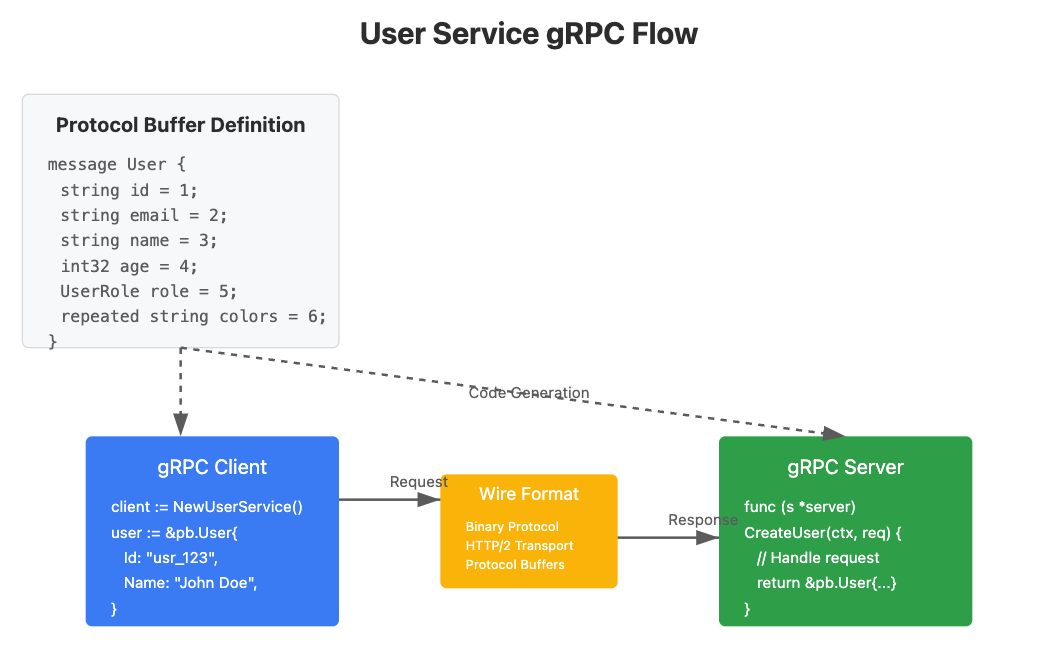 User Service gRPC Flow
Protocol Buffer Definition
message User {
string id = 1;
string email = 2;
string name = 3;
int32 age = 4;
UserRole role = 5;
repeated string colors = 6;
}
Code Generation
gRPC Client
client := NewUserService()
user := &pb.User{
Id: "usr_123",
Name: "John Doe",
}
Request
Wire Format
Binary Protocol
HTTP/2 Transport
Protocol Buffers
Response
gRPC Server
func (s *server)
CreateUser(ctx, req) {
// Handle request
return &pb.User{...}
}